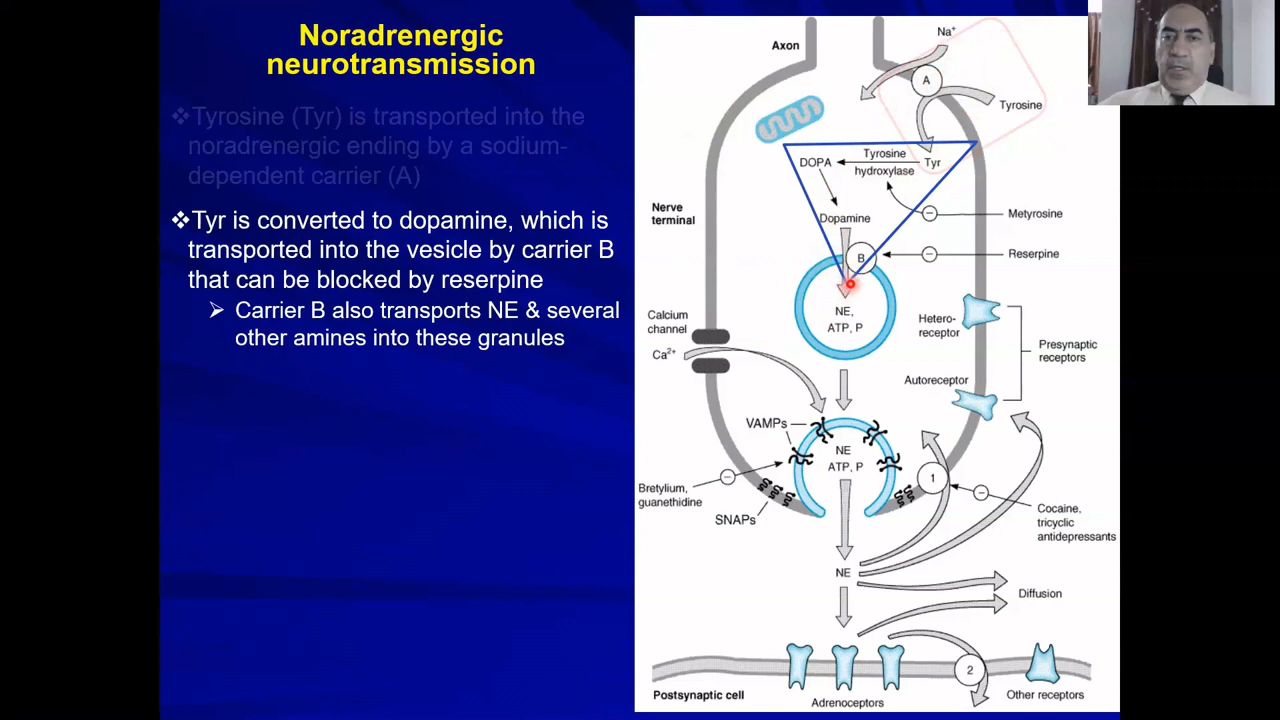 Noradrenergic
neurotransmission
❖Tyrosine (Tyr) is transported into the
noradrenergic ending by a sodium-
dependent carrier (A)
❖Tyr is converted to dopamine, which is
transported into the vesicle by carrier B
that can be blocked by reserpine
➢ Carrier B also transports NE & several
other amines into these granules
Axon
Na⁺
A
Tyrosine
DOPA
Tyrosine
hydroxylase
Tyr
Nerve
terminal
Dopamine
Metyrosine
B
Reserpine
NE,
ATP, P
Calcium
channel
Ca²⁺
Hetero-
receptor
Presynaptic
receptors
Autoreceptor
VAMPs
NE
ATP, P
Bretylium,
guanethidine
SNAPs
1
Cocaine,
tricyclic
antidepressants
NE
Diffusion
2
Postsynaptic cell
Adrenoceptors
Other receptors